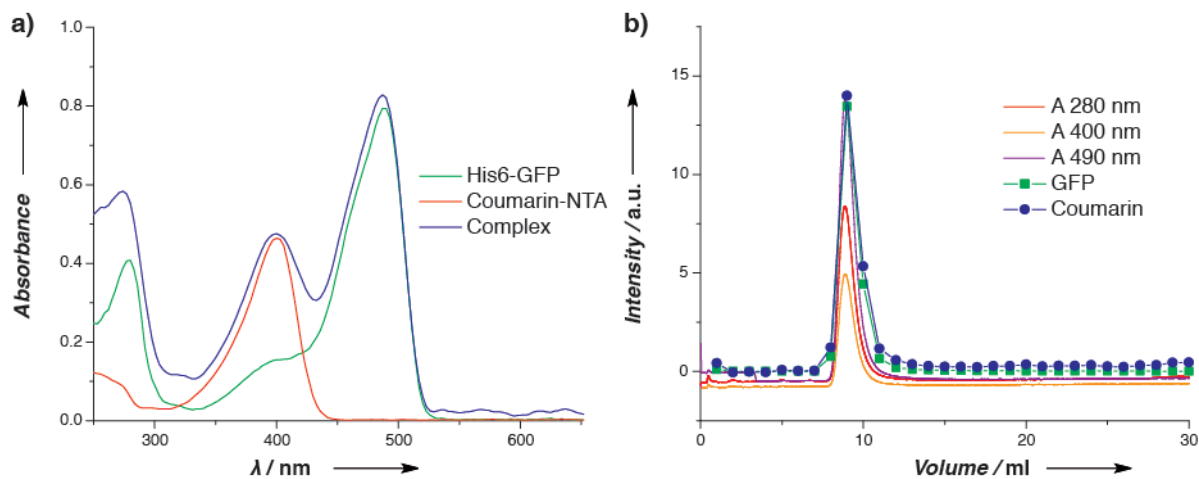 a)
Absorbance
1.0
0.8
0.6
0.4
0.2
0.0
300
400
500
600
λ / nm
His6-GFP
Coumarin-NTA
Complex
b)
Intensity / a.u.
15
10
5
0
0
10
20
30
Volume / ml
A 280 nm
A 400 nm
A 490 nm
GFP
Coumarin